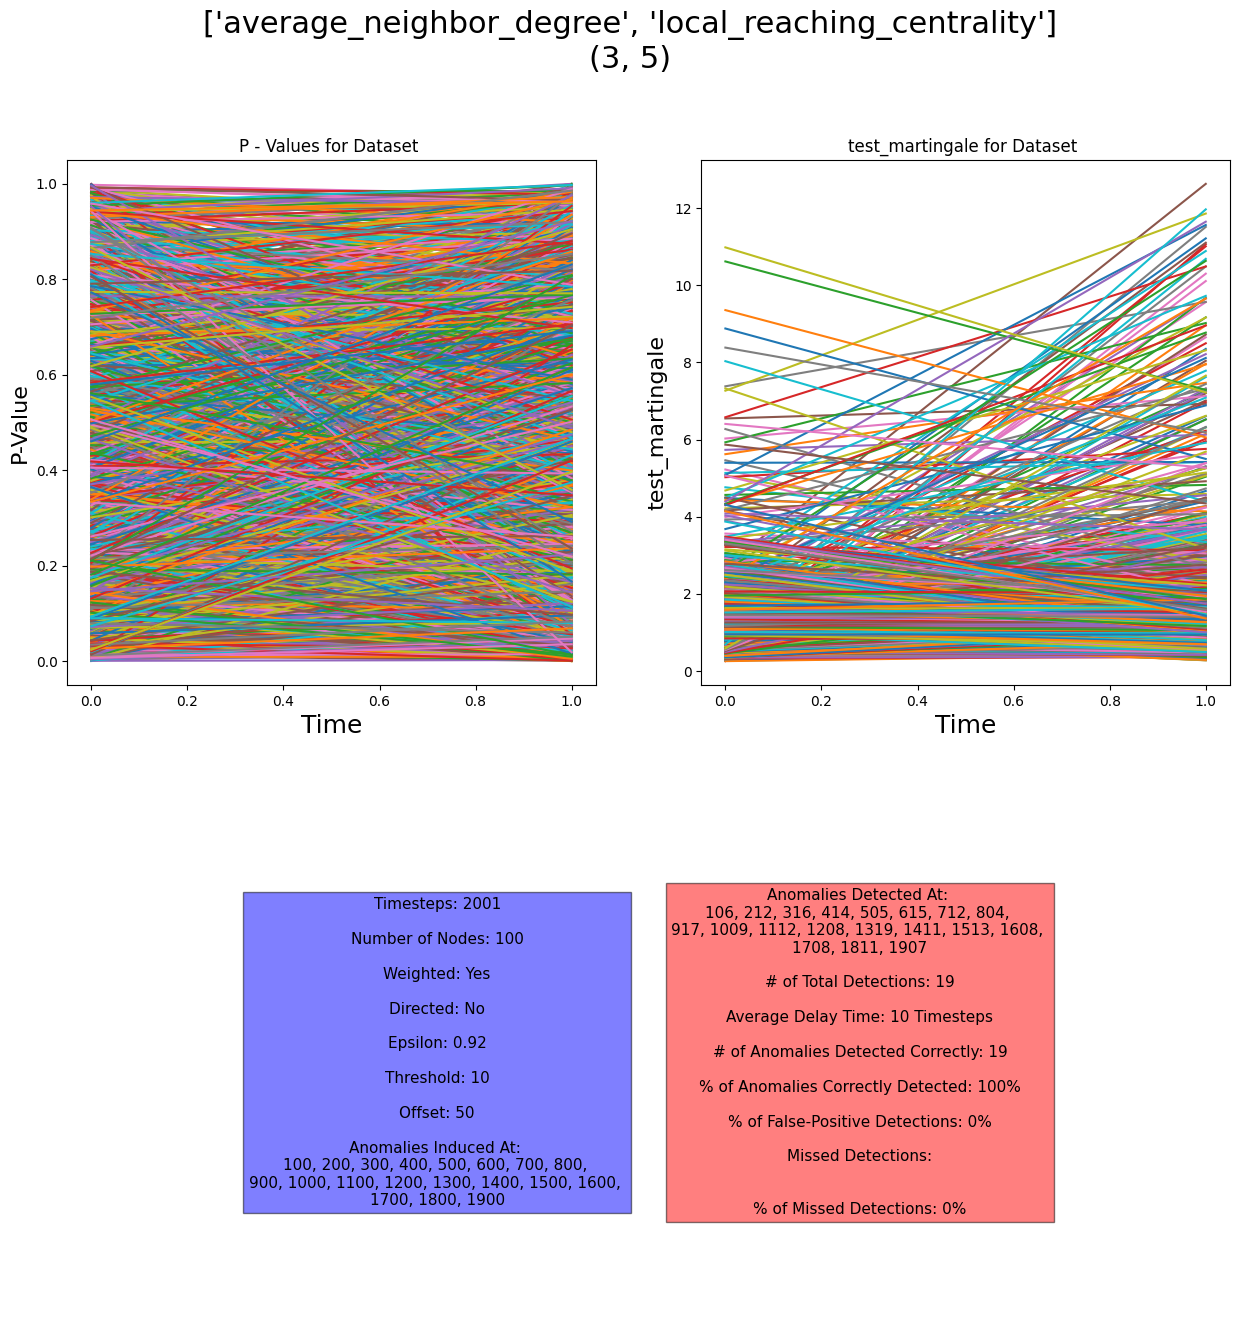 ['average_neighbor_degree', 'local_reaching_centrality']
(3, 5)
P - Values for Dataset
P-Value
1.0
0.8
0.6
0.4
0.2
0.0
0.0 0.2 0.4 0.6 0.8 1.0
Time
test_martingale for Dataset
test_martingale
12
10
8
6
4
2
0
0.0 0.2 0.4 0.6 0.8 1.0
Time
Timesteps: 2001
Number of Nodes: 100
Weighted: Yes
Directed: No
Epsilon: 0.92
Threshold: 10
Offset: 50
Anomalies Induced At:
100, 200, 300, 400, 500, 600, 700, 800,
900, 1000, 1100, 1200, 1300, 1400, 1500, 1600,
1700, 1800, 1900
Anomalies Detected At:
106, 212, 316, 414, 505, 615, 712, 804,
917, 1009, 1112, 1208, 1319, 1411, 1513, 1608,
1708, 1811, 1907
# of Total Detections: 19
Average Delay Time: 10 Timesteps
# of Anomalies Detected Correctly: 19
% of Anomalies Correctly Detected: 100%
% of False-Positive Detections: 0%
Missed Detections:
% of Missed Detections: 0%